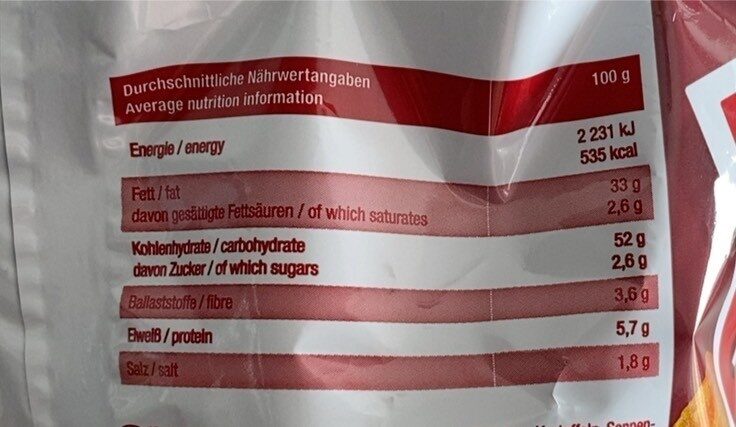 Durchschnittliche Nährwertangaben
Average nutrition information
100 g
Energie / energy
2 231 kJ
535 kcal
Fett / fat
33 g
davon gesättigte Fettsäuren / of which saturates
2,6 g
Kohlenhydrate / carbohydrate
52 g
davon Zucker / of which sugars
2,6 g
Ballaststoffe / fibre
3,6 g
Eiweiß / protein
5,7 g
Salz / salt
1,8 g